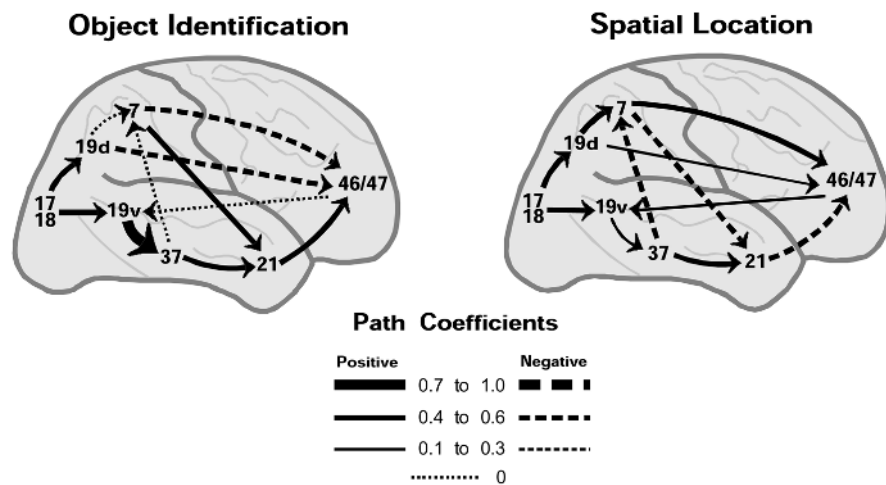 Object Identification Spatial Location
7 7
19d 19d
46/47 46/47
17 17
18 19v 18 19v
37 21 37 21
Path Coefficients
Positive Negative
0.7 to 1.0
0.4 to 0.6
0.1 to 0.3
0